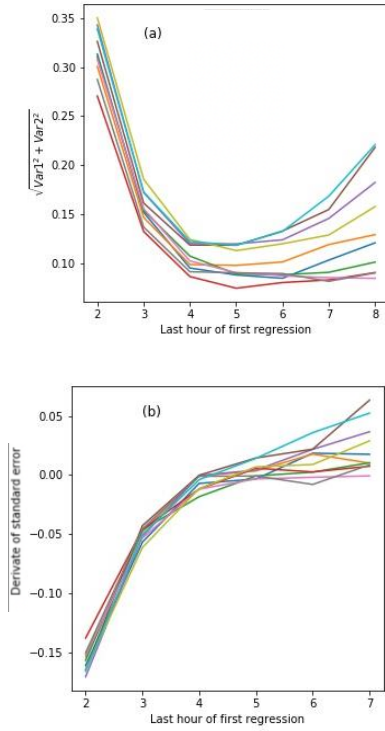 (a)
0.35
0.30
0.25
0.20
0.15
0.10
√Var1² + Var2²
2 3 4 5 6 7 8
Last hour of first regression
(b)
0.05
0.00
−0.05
−0.10
−0.15
Derivate of standard error
2 3 4 5 6 7
Last hour of first regression